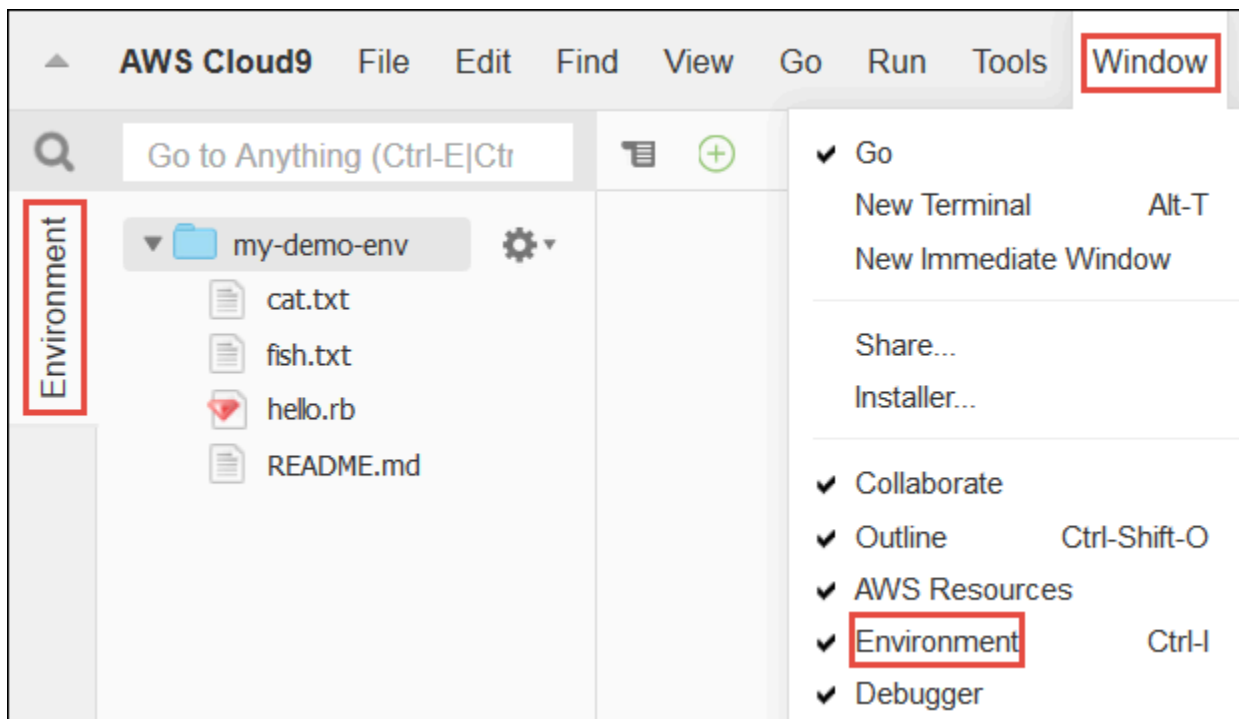 AWS Cloud9 File Edit Find View Go Run Tools Window
Go to Anything (Ctrl-E|Ctr
Environment
my-demo-env
cat.txt
fish.txt
hello.rb
README.md
Go
New Terminal Alt-T
New Immediate Window
Share...
Installer...
Collaborate
Outline Ctrl-Shift-O
AWS Resources
Environment Ctrl-I
Debugger